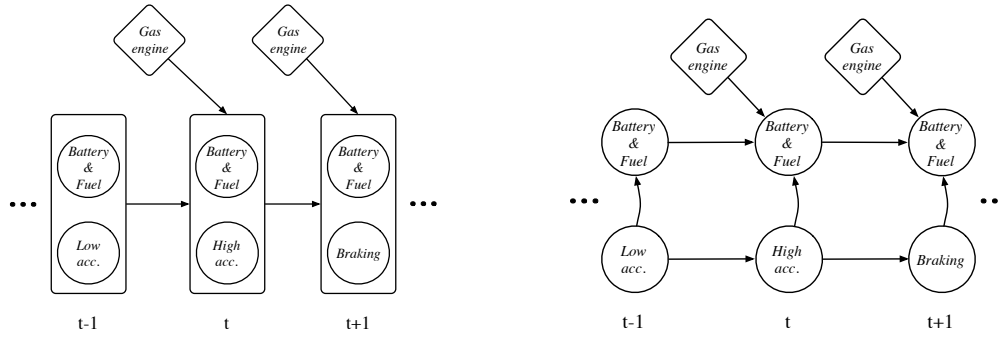 Gas
engine
Gas
engine
Battery
&
Fuel
Low
acc.
Battery
&
Fuel
High
acc.
Battery
&
Fuel
Braking
t-1
t
t+1
Gas
engine
Gas
engine
Battery
&
Fuel
Battery
&
Fuel
Battery
&
Fuel
Low
acc.
High
acc.
Braking
t-1
t
t+1